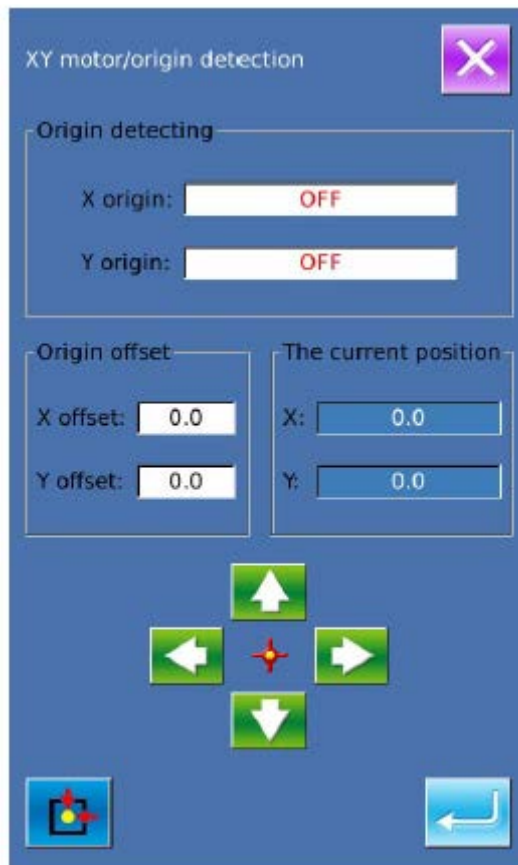 XY motor/origin detection
Origin detecting
X origin: OFF
Y origin: OFF
Origin offset
X offset: 0.0
Y offset: 0.0
The current position
X: 0.0
Y: 0.0